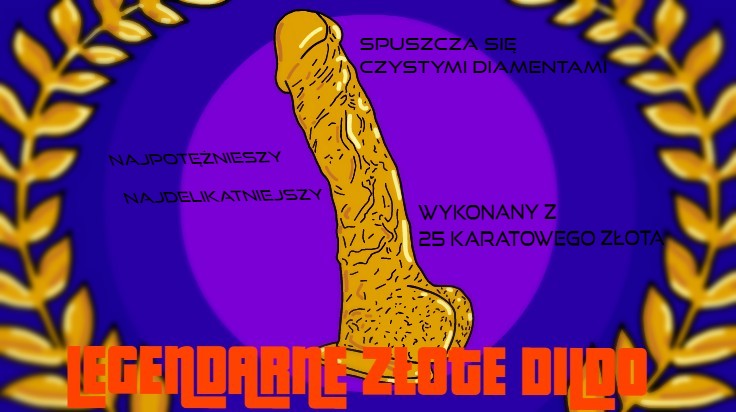 SPUSZCZA SIĘ
CZYSTYMI DIAMENTAMI
NAJPOTĘŻNIESZY
NAJDELIKATNIEJSZY
WYKONANY Z
25 KARATOWEGO ZŁOTA
LEGENDARNE ZŁOTE DILDO